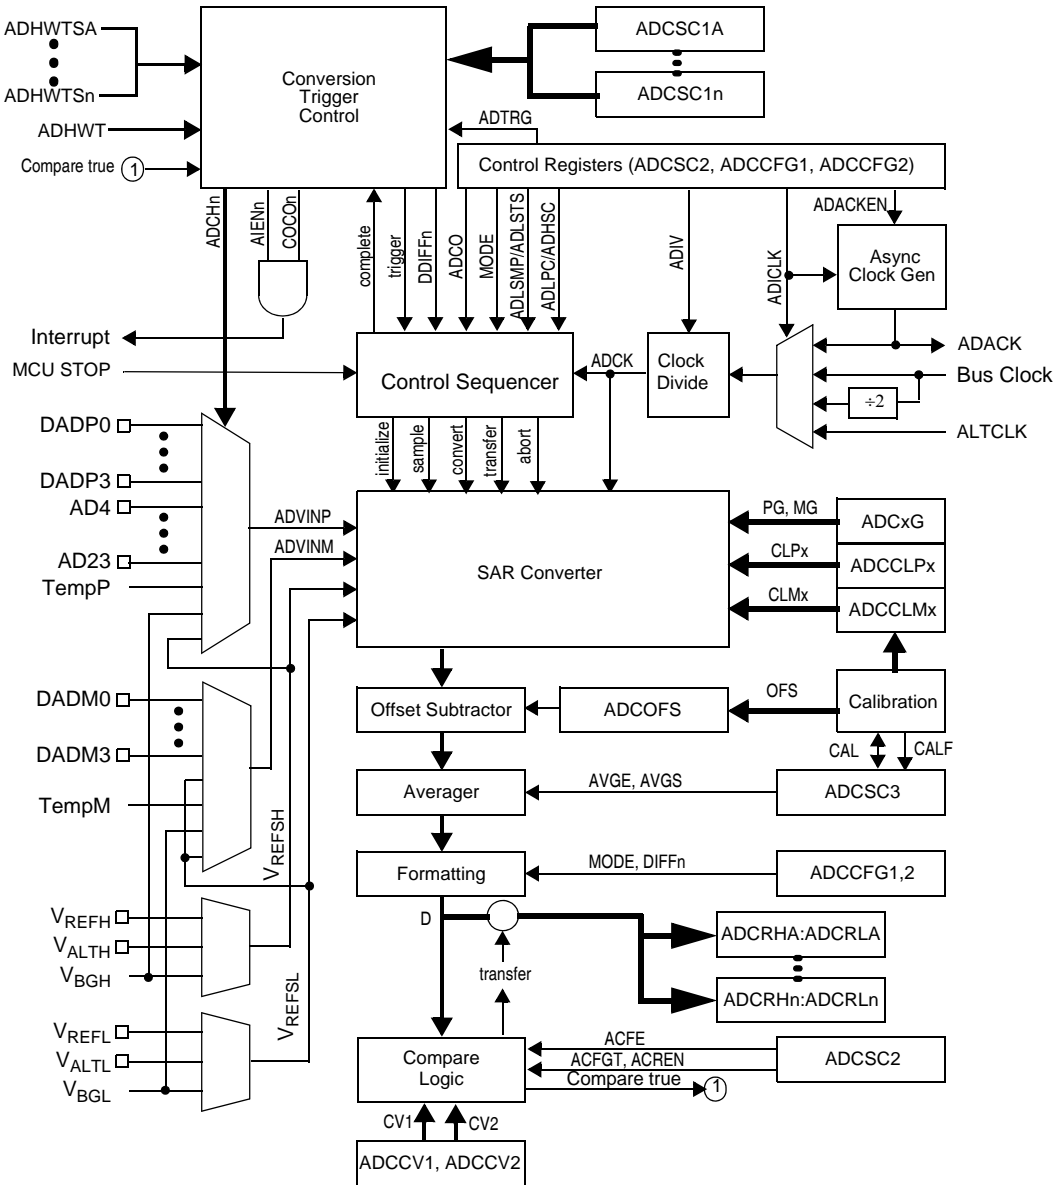 ADHWTSA
ADHWTSn
ADHWT
Compare true 1
Conversion
Trigger
Control
ADCSC1A
ADCSC1n
ADTRG
Control Registers (ADCSC2, ADCCFG1, ADCCFG2)
ADCHn
AIENn
COCOn
complete
trigger
DDIFFn
ADCO
MODE
ADLSMP/ADLSTS
ADLPC/ADHSC
ADIV
ADICLK
ADACKEN
Async
Clock Gen
Interrupt
MCU STOP
Control Sequencer
ADCK
Clock
Divide
ADACK
Bus Clock
÷2
ALTCLK
initialize
sample
convert
transfer
abort
DADP0
DADP3
AD4
AD23
TempP
ADVINP
ADVINM
SAR Converter
PG, MG
ADCxG
CLPx
ADCCLPx
CLMx
ADCCLMx
DADM0
DADM3
TempM
Offset Subtractor
ADCOFS
OFS
Calibration
CAL
CALF
Averager
AVGE, AVGS
ADCSC3
VREFSH
Formatting
MODE, DIFFn
ADCCFG1,2
D
VREFH
VALTH
VBGH
transfer
ADCRHA:ADCRLA
ADCRHn:ADCRLn
VREFSL
VREFL
VALTL
VBGL
Compare
Logic
ACFE
ACFGT, ACREN
Compare true
1
ADCSC2
CV1
CV2
ADCCV1, ADCCV2